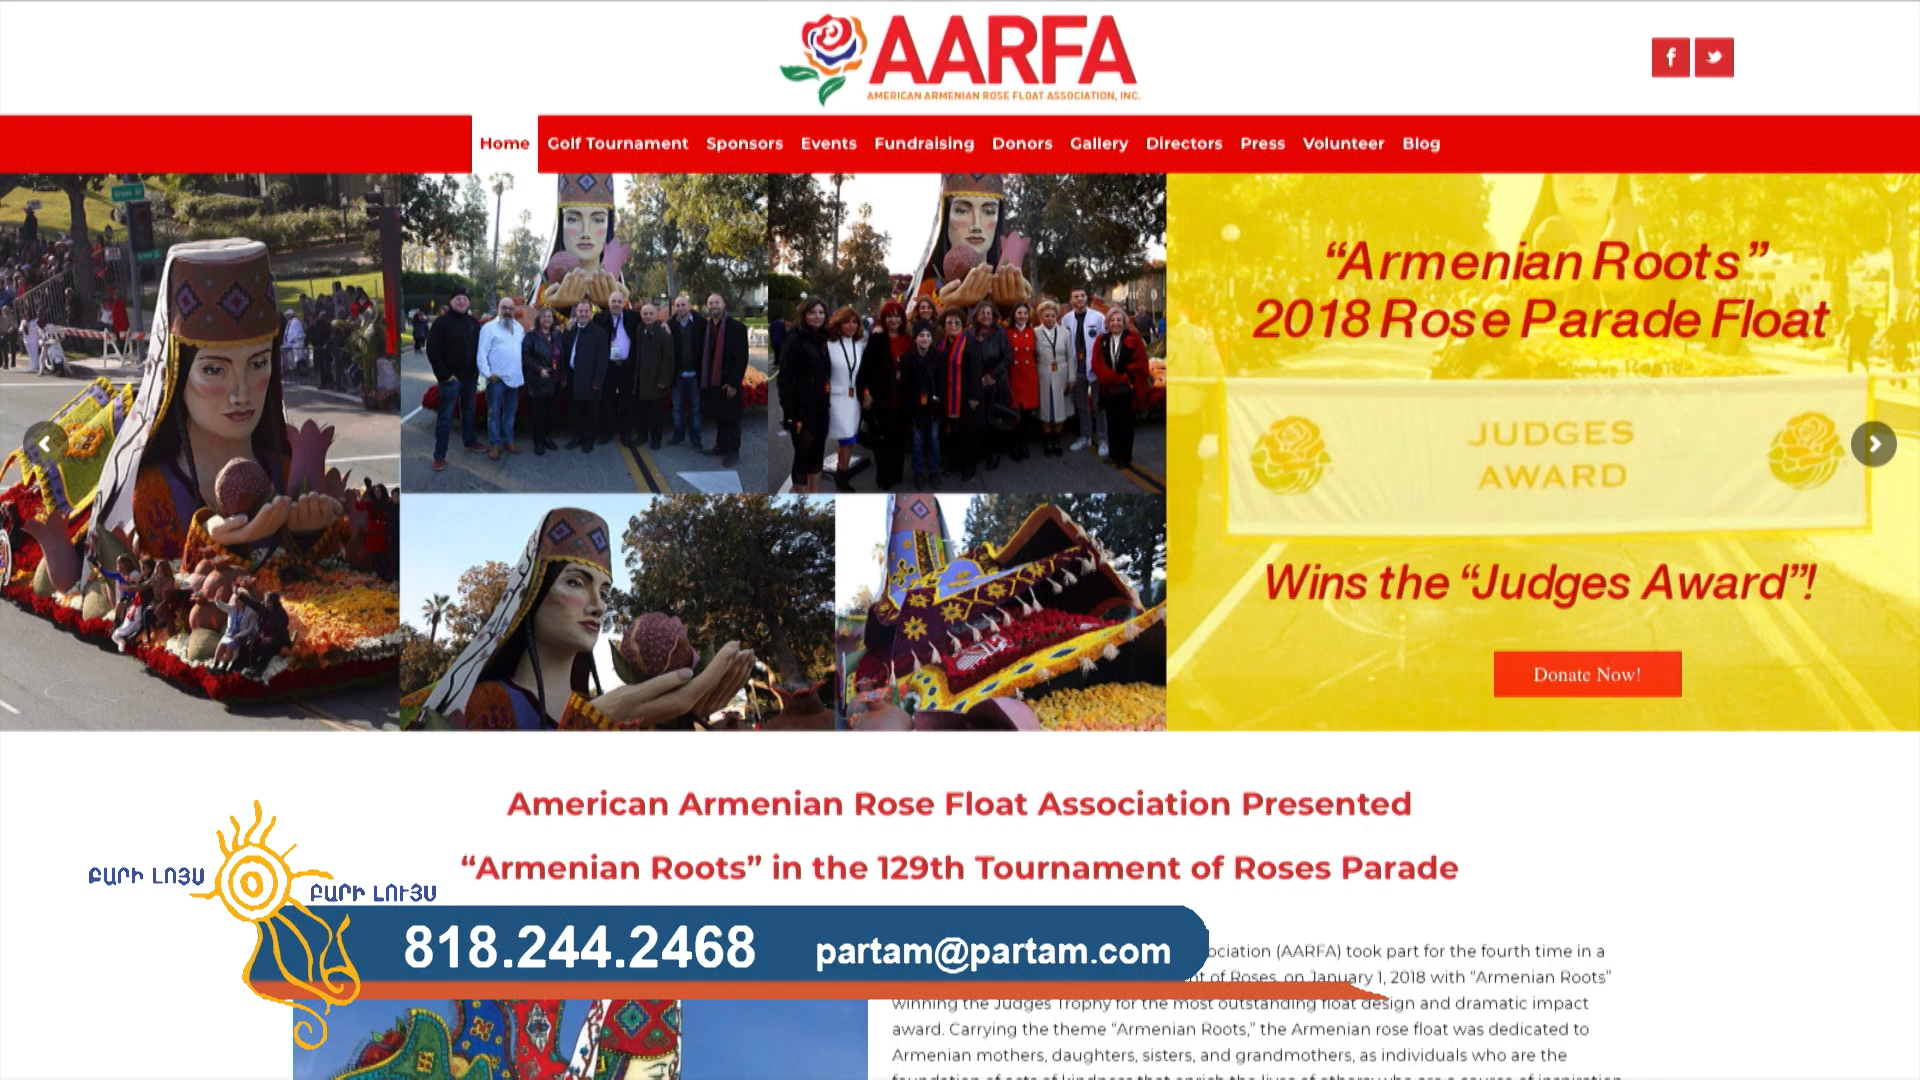 AARFA
AMERICAN ARMENIAN ROSE FLOAT ASSOCIATION, INC.
Home Golf Tournament Sponsors Events Fundraising Donors Gallery Directors Press Volunteer Blog
“Armenian Roots”
2018 Rose Parade Float
JUDGES
AWARD
Wins the “Judges Award”!
Donate Now!
American Armenian Rose Float Association Presented
“Armenian Roots” in the 129th Tournament of Roses Parade
ԲԱՐԻ ԼՈՅՍ
ԲԱՐԻ ԼՈՒՅՍ
818.244.2468 partam@partam.com
(AARFA) took part for the fourth time in a
of Roses, on January 1, 2018 with “Armenian Roots”
winning the Judges Trophy for the most outstanding float design and dramatic impact
award. Carrying the theme “Armenian Roots,” the Armenian rose float was dedicated to
Armenian mothers, daughters, sisters, and grandmothers, as individuals who are the